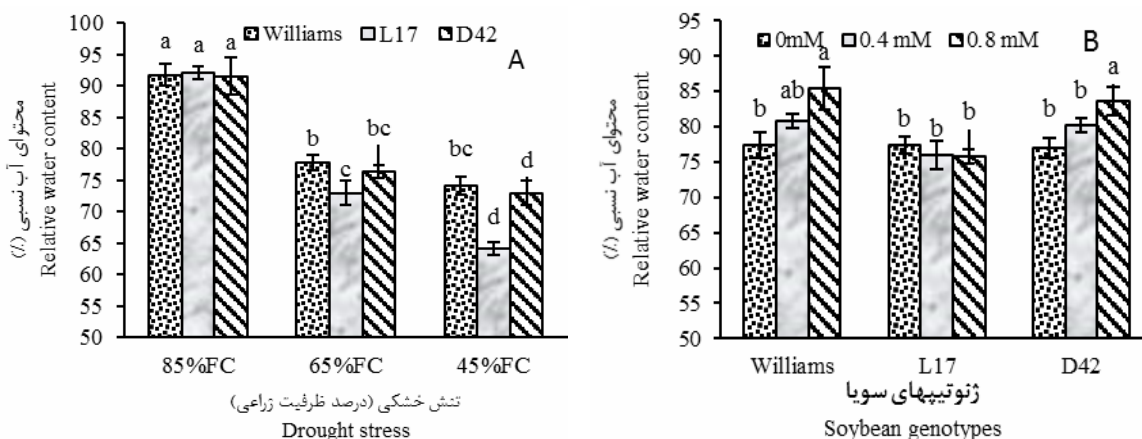 Williams L17 D42
A
100
95
90
85
80
75
70
65
60
55
50
a a a
b c bc
bc d d
محتوای آب نسبی (٪)
Relative water content
85%FC 65%FC 45%FC
تنش خشکی (درصد ظرفیت زراعی)
Drought stress
0mM 0.4 mM 0.8 mM
B
95
90
85
80
75
70
65
60
55
50
b ab a
b b b
b b a
محتوای آب نسبی (٪)
Relative water content
Williams L17 D42
ژنوتیپهای سویا
Soybean genotypes